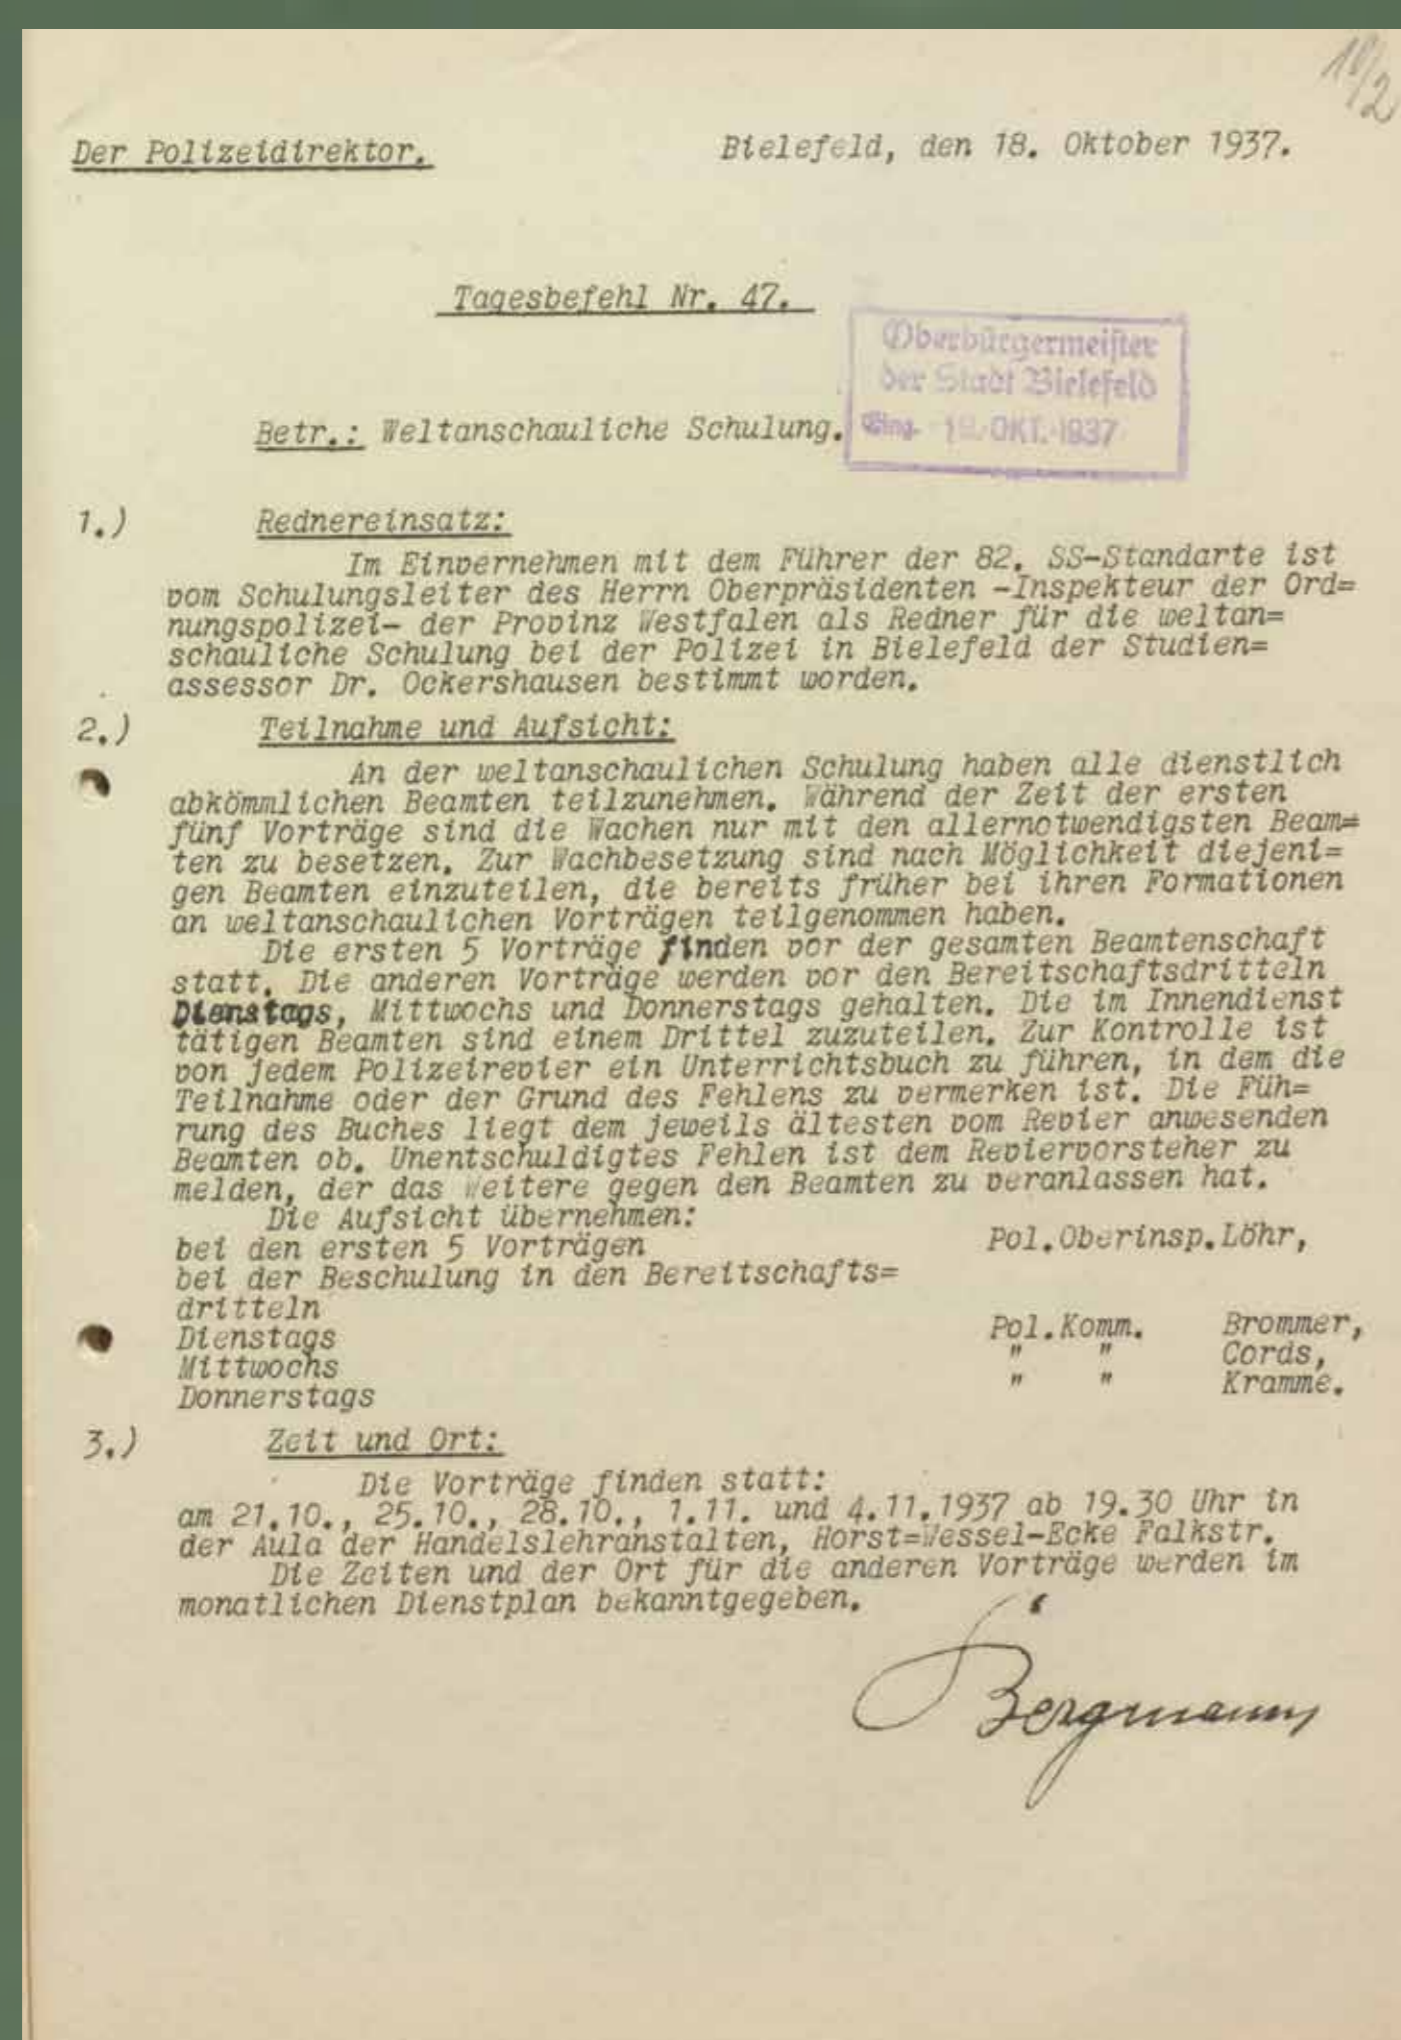 10/2
Der Polizeidirektor.
Bielefeld, den 18. Oktober 1937.
Tagesbefehl Nr. 47.
Oberbürgermeister
der Stadt Bielefeld
Eing. OKT. 1937
Betr.: Weltanschauliche Schulung.
1.) Rednereinsatz:
Im Einvernehmen mit dem Führer der 82. SS-Standarte ist
vom Schulungsleiter des Herrn Oberpräsidenten -Inspekteur der Ord=
nungspolizei- der Provinz Westfalen als Redner für die weltan=
schauliche Schulung bei der Polizei in Bielefeld der Studien=
assessor Dr. Ockershausen bestimmt worden.
2.) Teilnahme und Aufsicht:
An der weltanschaulichen Schulung haben alle dienstlich
abkömmlichen Beamten teilzunehmen. Während der Zeit der ersten
fünf Vorträge sind die Wachen nur mit den allernotwendigsten Beam=
ten zu besetzen. Zur Wachbesetzung sind nach Möglichkeit diejeni=
gen Beamten einzuteilen, die bereits früher bei ihren Formationen
an weltanschaulichen Vorträgen teilgenommen haben.
Die ersten 5 Vorträge finden vor der gesamten Beamtenschaft
statt. Die anderen Vorträge werden vor den Bereitschaftsdritteln
Dienstags, Mittwochs und Donnerstags gehalten. Die im Innendienst
tätigen Beamten sind einem Drittel zuzuteilen. Zur Kontrolle ist
von jedem Polizeirevier ein Unterrichtsbuch zu führen, in dem die
Teilnahme oder der Grund des Fehlens zu vermerken ist. Die Füh=
rung des Buches liegt dem jeweils ältesten vom Revier anwesenden
Beamten ob. Unentschuldigtes Fehlen ist dem Reviervorsteher zu
melden, der das Weitere gegen den Beamten zu veranlassen hat.
Die Aufsicht übernehmen:
bei den ersten 5 Vorträgen Pol.Oberinsp.Löhr,
bei der Beschulung in den Bereitschafts=
dritteln
Dienstags Pol.Komm. Brommer,
Mittwochs " " Cords,
Donnerstags " " Kramme.
3.) Zeit und Ort:
Die Vorträge finden statt:
am 21.10., 25.10., 28.10., 1.11. und 4.11.1937 ab 19.30 Uhr in
der Aula der Handelslehranstalten, Horst=Wessel-Ecke Falkstr.
Die Zeiten und der Ort für die anderen Vorträge werden im
monatlichen Dienstplan bekanntgegeben.
Bergmann